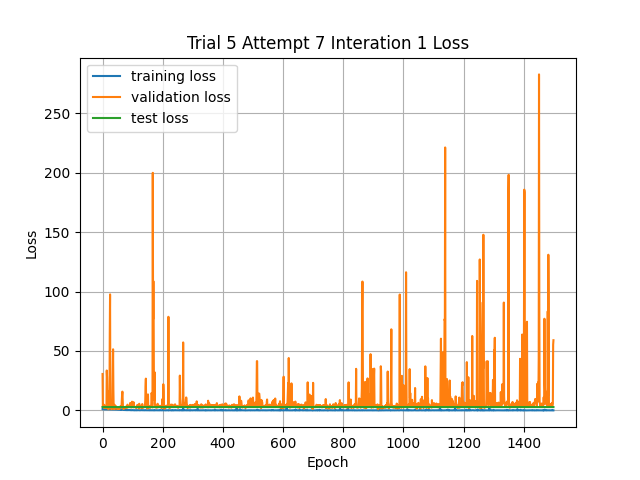 Trial 5 Attempt 7 Interation 1 Loss
training loss
validation loss
test loss
250
200
150
100
50
0
Loss
0 200 400 600 800 1000 1200 1400
Epoch